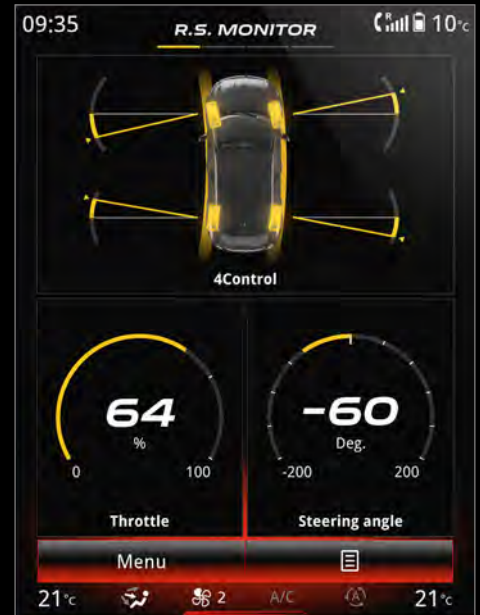 09:35
R.S. MONITOR
R
10°c
4Control
64
%
0 100
Throttle
-60
Deg.
-200 200
Steering angle
Menu
21°c
2
A/C
A
21°c